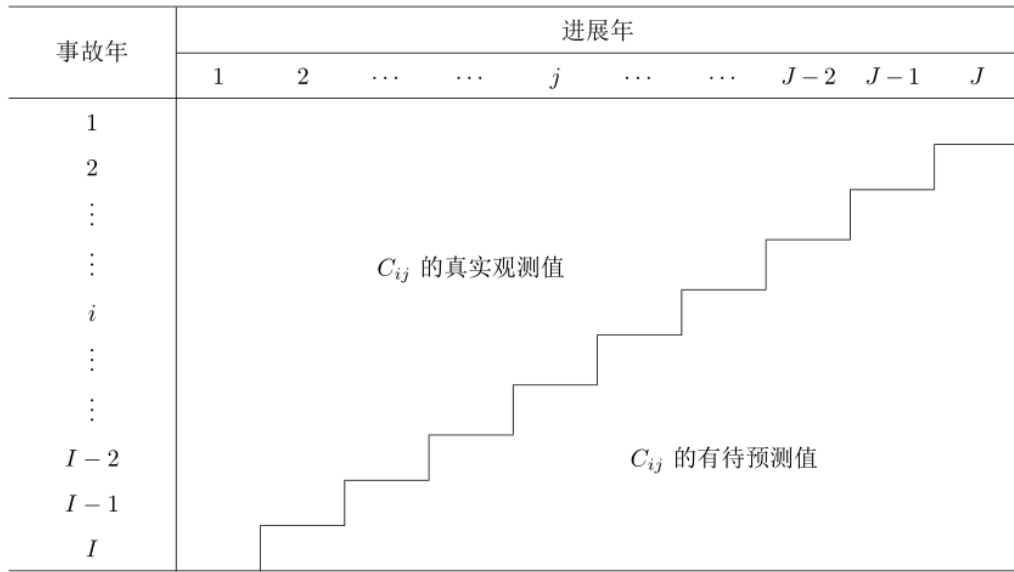 事故年
进展年
1 2 ⋯ ⋯ j ⋯ ⋯ J − 2 J − 1 J
1
2
⋮
⋮
C_{ij} 的真实观测值
i
⋮
⋮
I − 2
C_{ij} 的有待预测值
I − 1
I